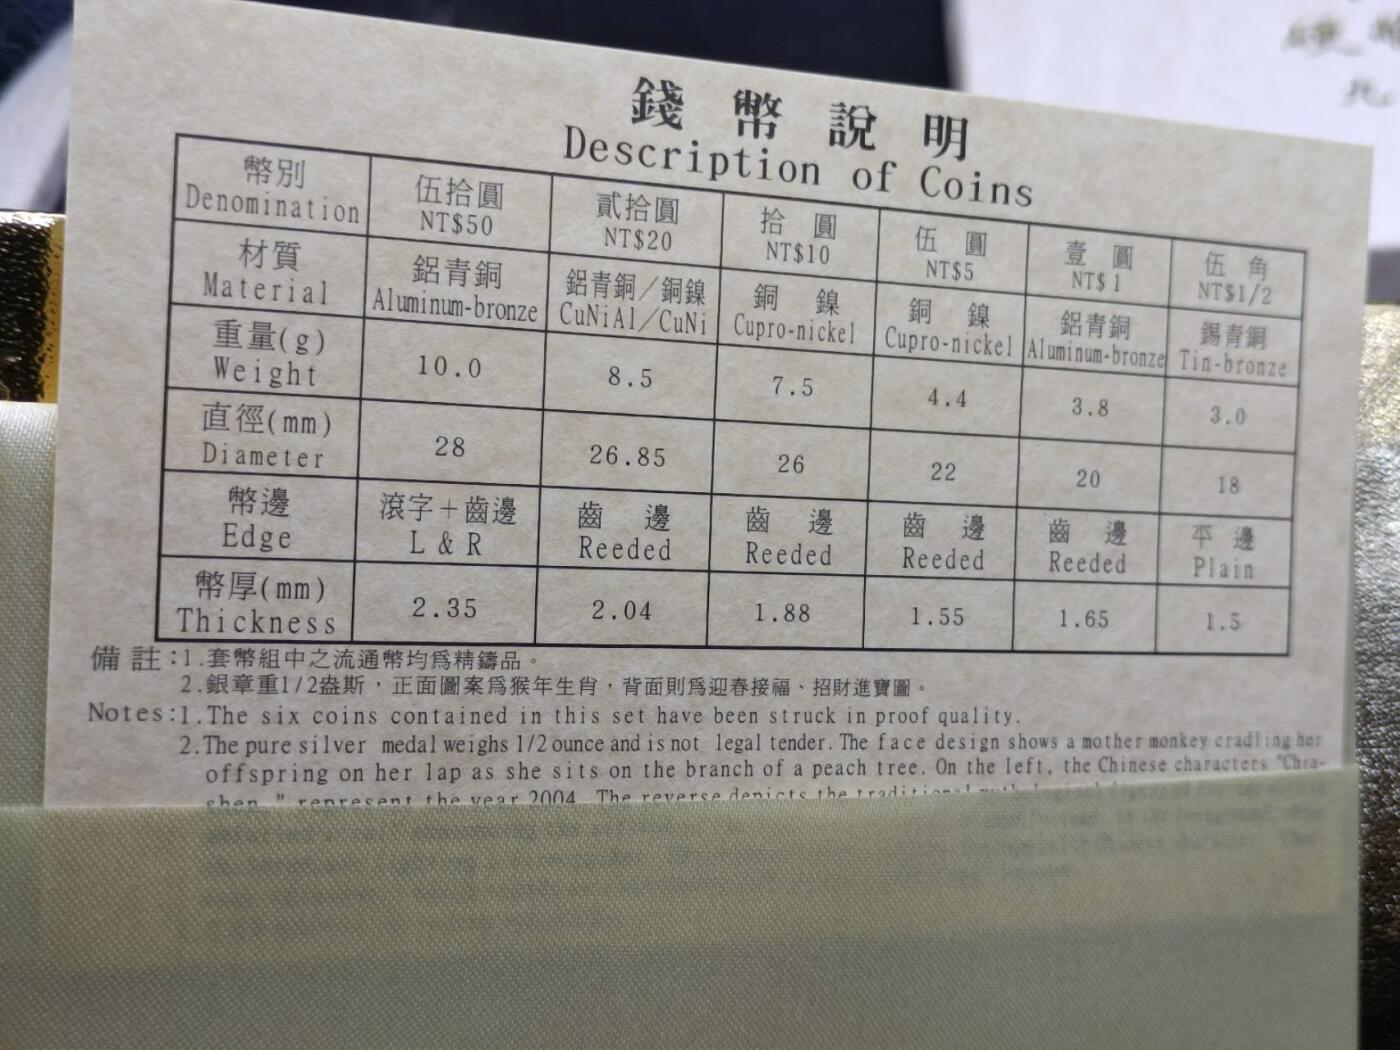 錢幣說明
Description of Coins
幣別 伍拾圓 貳拾圓 拾圓 伍圓 壹圓 伍角
Denomination NT$50 NT$20 NT$10 NT$5 NT$1 NT$1/2
材質 鋁青銅 鋁青銅／銅鎳 銅鎳 銅鎳 鋁青銅 錫青銅
Material Aluminum-bronze CuNiAl／CuNi Cupro-nickel Cupro-nickel Aluminum-bronze Tin-bronze
重量(g)
Weight 10.0 8.5 7.5 4.4 3.8 3.0
直徑(mm)
Diameter 28 26.85 26 22 20 18
幣邊 滾字＋齒邊 齒邊 齒邊 齒邊 齒邊 平邊
Edge L & R Reeded Reeded Reeded Reeded Plain
幣厚(mm)
Thickness 2.35 2.04 1.88 1.55 1.65 1.5
備註：1.套幣組中之流通幣均爲精鑄品。
2.銀章重1/2盎斯，正面圖案爲猴年生肖，背面則爲迎春接福、招財進寶圖。
Notes:1.The six coins contained in this set have been struck in proof quality.
2.The pure silver medal weighs 1/2 ounce and is not legal tender. The face design shows a mother monkey cradling her
offspring on her lap as she sits on the branch of a peach tree. On the left, the Chinese characters "Chia-
shen," represent the year 2004. The reverse depicts the traditional